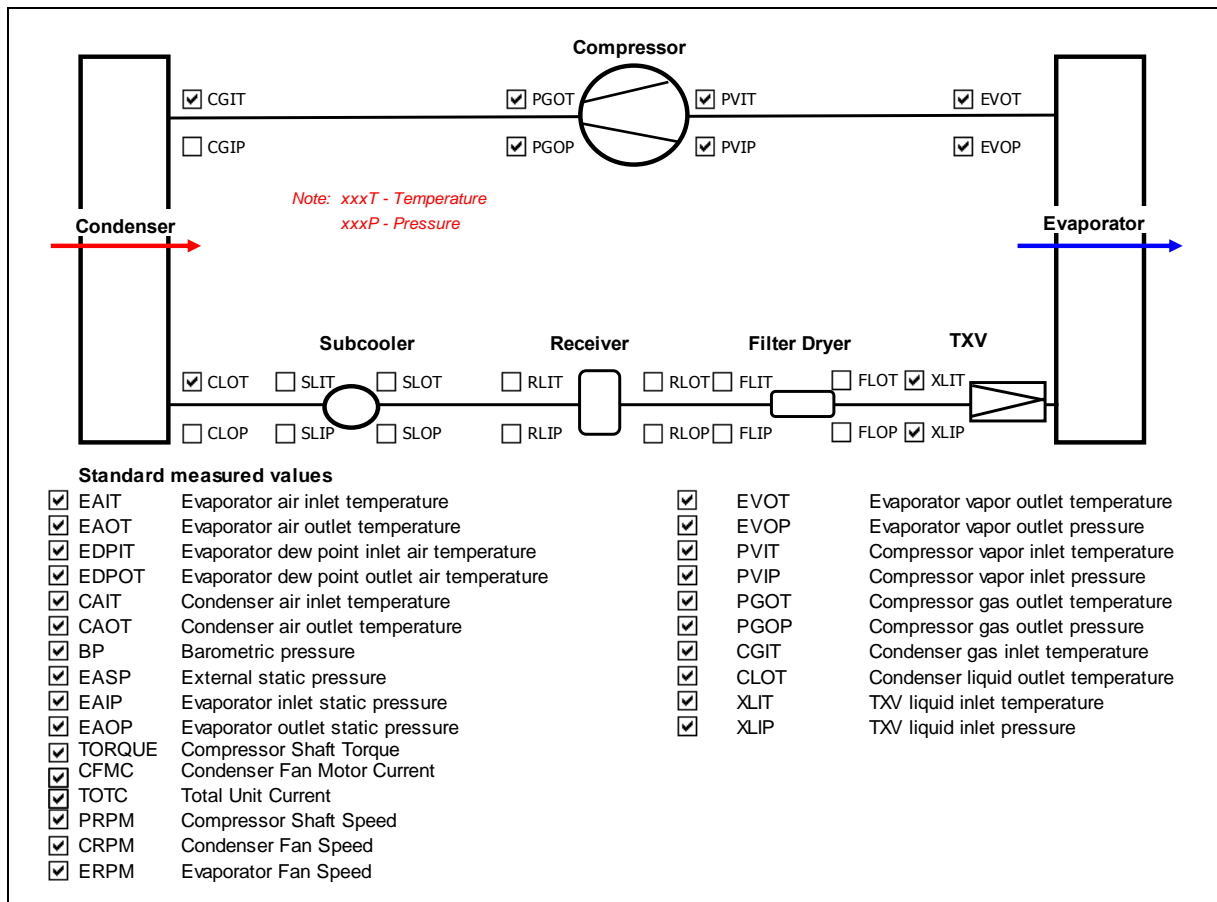 Compressor
CGIT PGOT PVIT EVOT
CGIP PGOP PVIP EVOP
Note: xxxT - Temperature
xxxP - Pressure
Condenser Evaporator
Subcooler Receiver Filter Dryer TXV
CLOT SLIT SLOT RLIT RLOT FLIT FLOT XLIT
CLOP SLIP SLOP RLIP RLOP FLIP FLOP XLIP
Standard measured values
EAIT Evaporator air inlet temperature
EAOT Evaporator air outlet temperature
EDPIT Evaporator dew point inlet air temperature
EDPOT Evaporator dew point outlet air temperature
CAIT Condenser air inlet temperature
CAOT Condenser air outlet temperature
BP Barometric pressure
EASP External static pressure
EAIP Evaporator inlet static pressure
EAOP Evaporator outlet static pressure
TORQUE Compressor Shaft Torque
CFMC Condenser Fan Motor Current
TOTC Total Unit Current
PRPM Compressor Shaft Speed
CRPM Condenser Fan Speed
ERPM Evaporator Fan Speed
EVOT Evaporator vapor outlet temperature
EVOP Evaporator vapor outlet pressure
PVIT Compressor vapor inlet temperature
PVIP Compressor vapor inlet pressure
PGOT Compressor gas outlet temperature
PGOP Compressor gas outlet pressure
CGIT Condenser gas inlet temperature
CLOT Condenser liquid outlet temperature
XLIT TXV liquid inlet temperature
XLIP TXV liquid inlet pressure